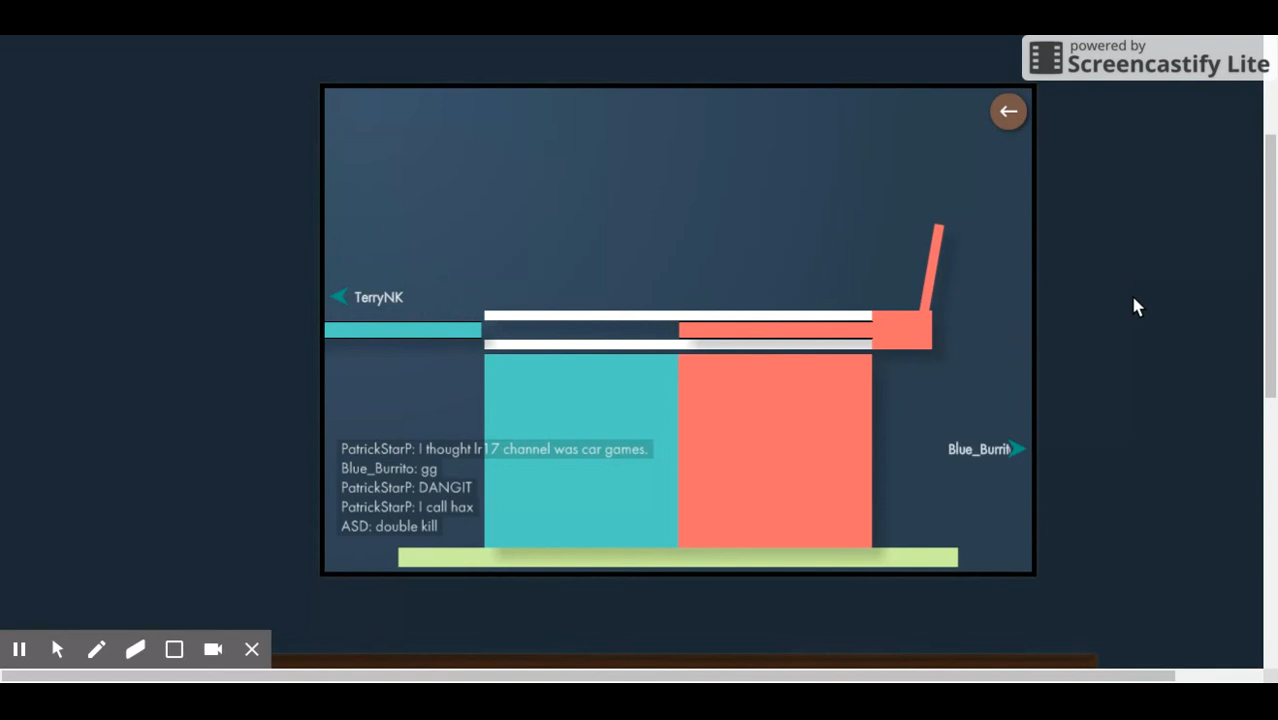 powered by
Screencastify Lite
TerryNK
PatrickStarP: I thought lr17 channel was car games.
Blue_Burrito: gg
PatrickStarP: DANGIT
PatrickStarP: I call hax
ASD: double kill
Blue_Burrit